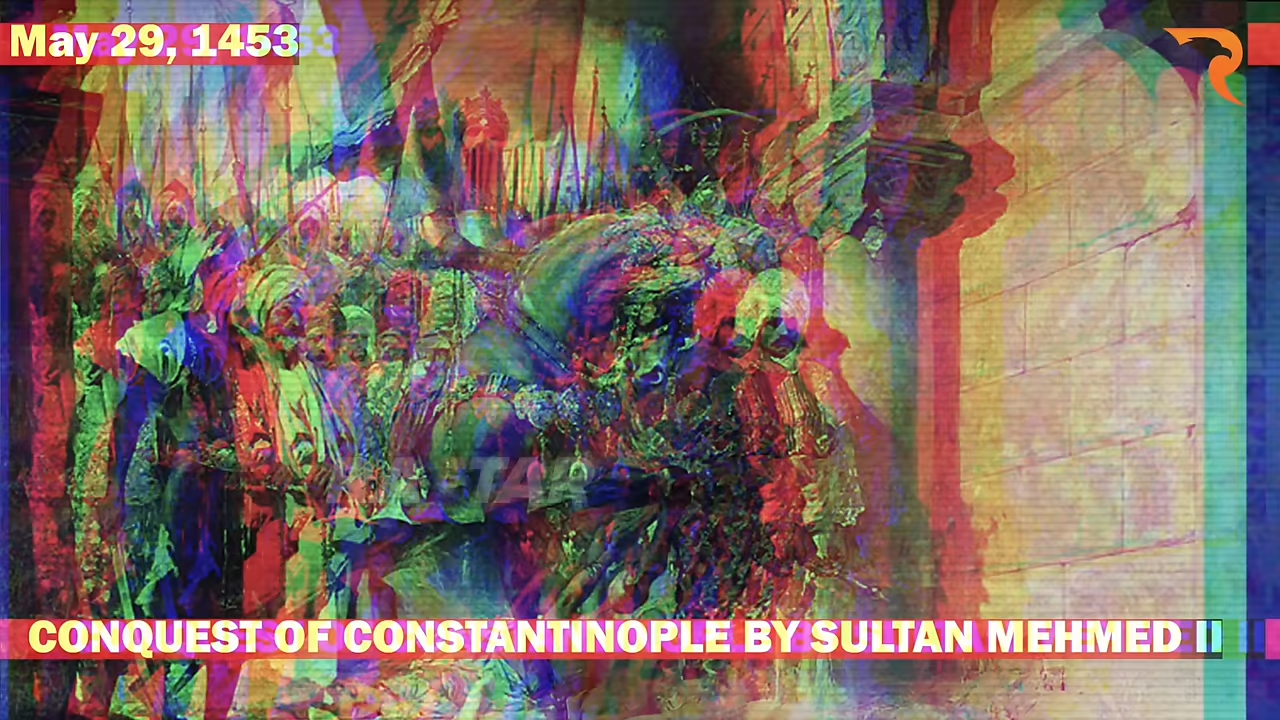 May 29, 1453
CONQUEST OF CONSTANTINOPLE BY SULTAN MEHMED II